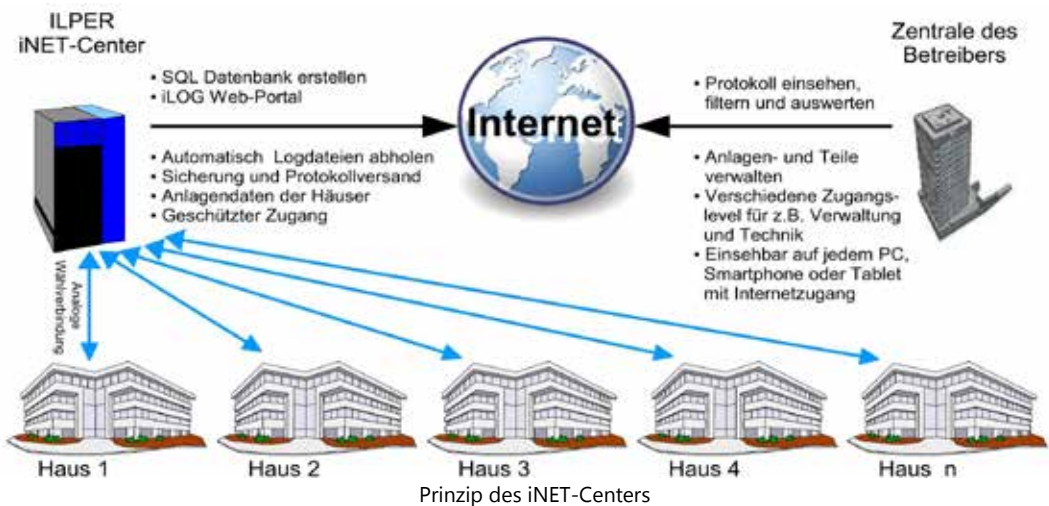 ILPER
iNET-Center
• SQL Datenbank erstellen
• iLOG Web-Portal
• Automatisch Logdateien abholen
• Sicherung und Protokollversand
• Anlagendaten der Häuser
• Geschützter Zugang
Internet
Zentrale des
Betreibers
• Protokoll einsehen,
filtern und auswerten
• Anlagen- und Teile
verwalten
• Verschiedene Zugangs-
level für z.B. Verwaltung
und Technik
• Einsehbar auf jedem PC,
Smartphone oder Tablet
mit Internetzugang
Analoge
Wählverbindung
Haus 1
Haus 2
Haus 3
Haus 4
Haus n
Prinzip des iNET-Centers